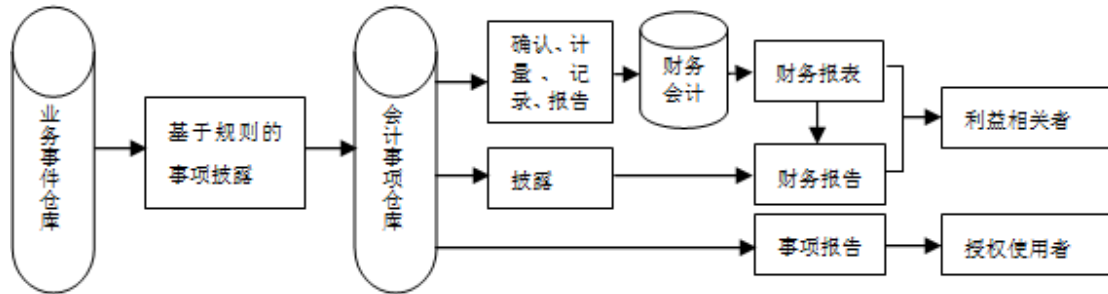 业务事件仓库
基于规则的
事项披露
会计事项仓库
确认、计
量、记
录、报告
财务
会计
财务报表
利益相关者
披露
财务报告
事项报告
授权使用者